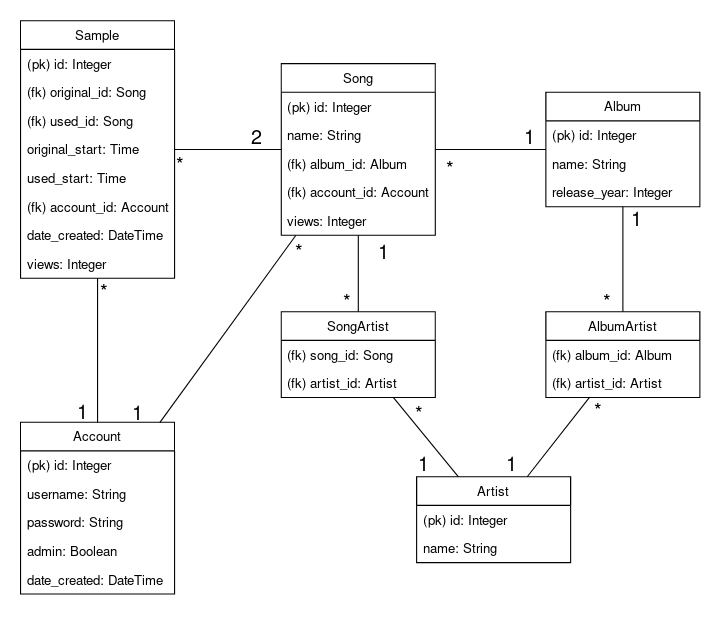 Sample
(pk) id: Integer
(fk) original_id: Song
(fk) used_id: Song
original_start: Time
used_start: Time
(fk) account_id: Account
date_created: DateTime
views: Integer
*
2
Song
(pk) id: Integer
name: String
(fk) album_id: Album
(fk) account_id: Account
views: Integer
*
1
Album
(pk) id: Integer
name: String
release_year: Integer
*
1
*
1
*
1
*
1
SongArtist
(fk) song_id: Song
(fk) artist_id: Artist
AlbumArtist
(fk) album_id: Album
(fk) artist_id: Artist
*
1
*
1
Account
(pk) id: Integer
username: String
password: String
admin: Boolean
date_created: DateTime
Artist
(pk) id: Integer
name: String